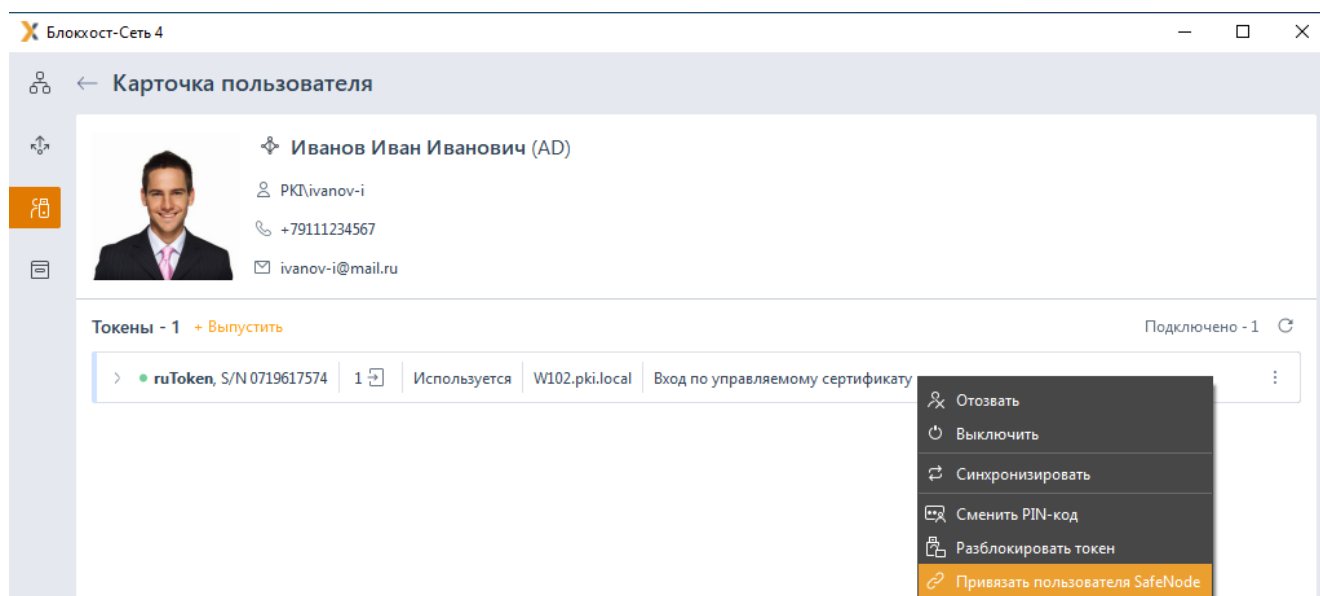 Блокхост-Сеть 4
Карточка пользователя
Иванов Иван Иванович (AD)
PKI\ivanov-i
+79111234567
ivanov-i@mail.ru
Токены - 1 + Выпустить Подключено - 1
ruToken, S/N 0719617574 1 Используется W102.pki.local Вход по управляемому сертификату
Отозвать
Выключить
Синхронизировать
Сменить PIN-код
Разблокировать токен
Привязать пользователя SafeNode